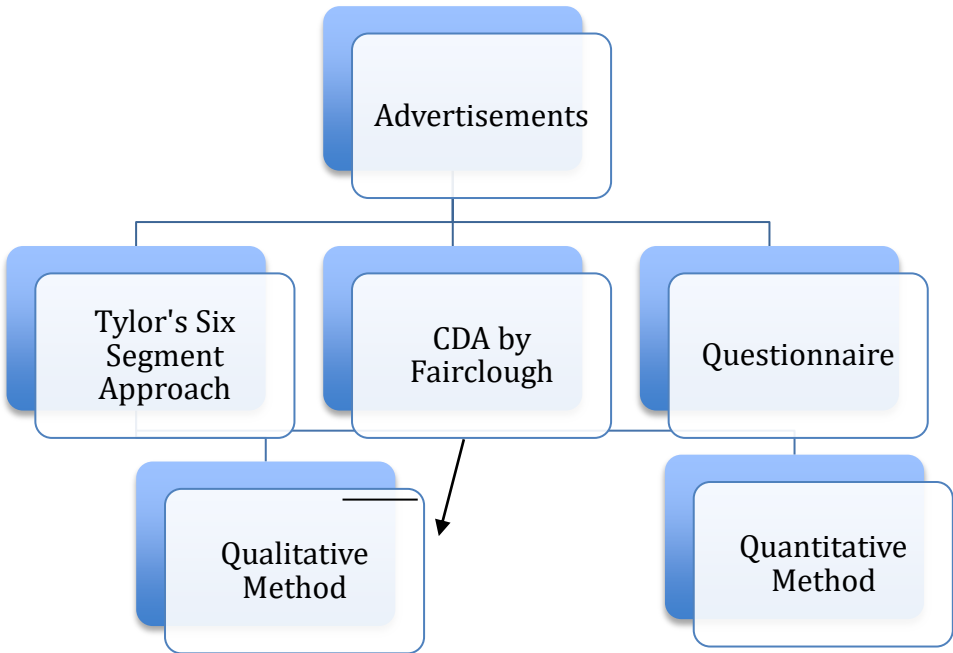 Advertisements
Tylor's Six
Segment
Approach
CDA by
Fairclough
Questionnaire
Qualitative
Method
Quantitative
Method